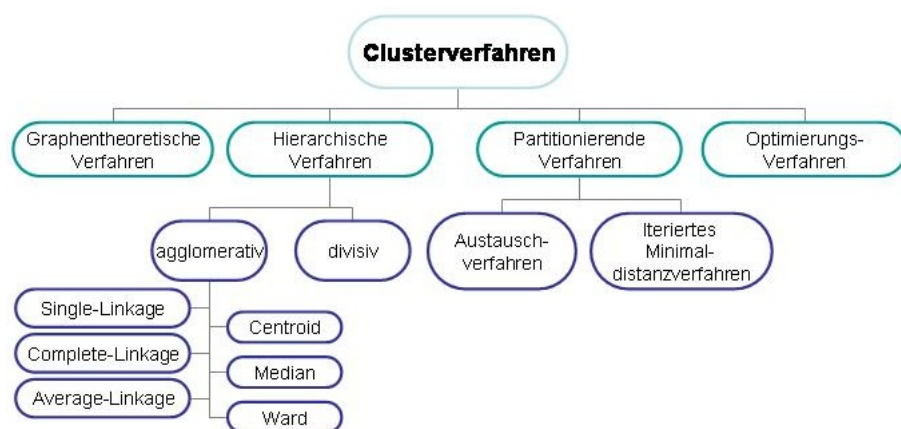 Clusterverfahren
Graphentheoretische
Verfahren
Hierarchische
Verfahren
Partitionierende
Verfahren
Optimierungs-
Verfahren
agglomerativ
divisiv
Austausch-
verfahren
Iteriertes
Minimal-
distanzverfahren
Single-Linkage
Centroid
Complete-Linkage
Median
Average-Linkage
Ward